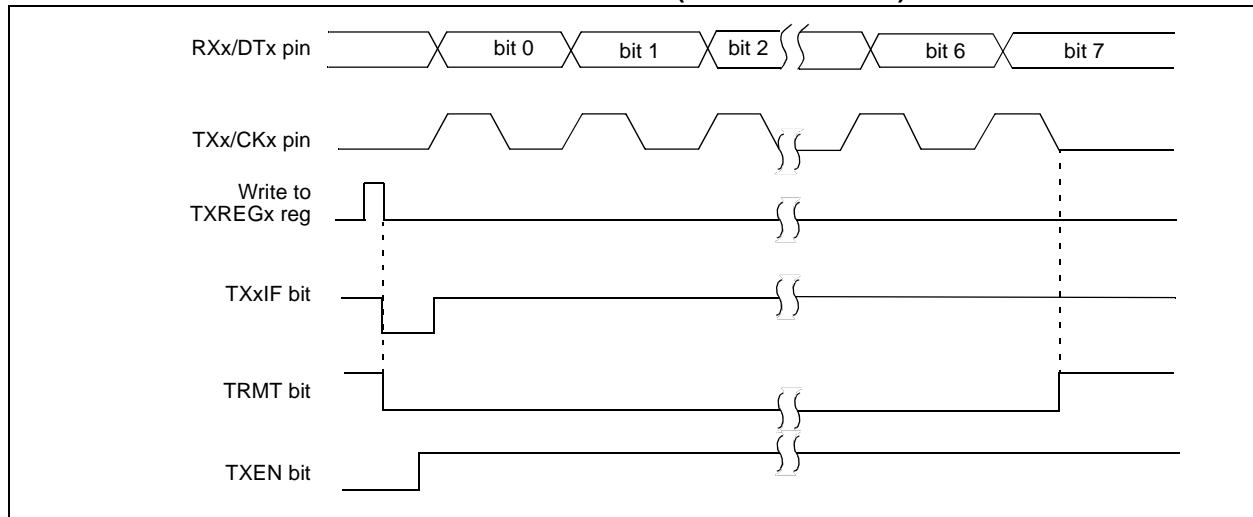 RXx/DTx pin
bit 0
bit 1
bit 2
bit 6
bit 7
TXx/CKx pin
Write to
TXREGx reg
TXxIF bit
TRMT bit
TXEN bit